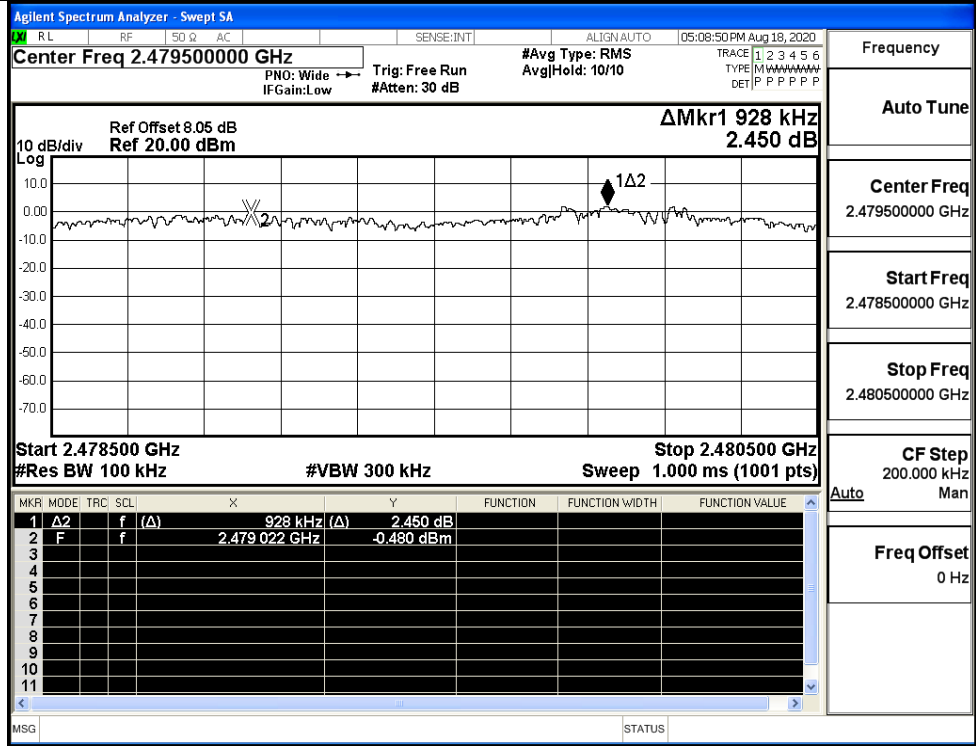 Agilent Spectrum Analyzer - Swept SA
LXI RL RF 50 Ω AC SENSE:INT ALIGN AUTO 05:08:50 PM Aug 18, 2020
Center Freq 2.479500000 GHz
PNO: Wide
IFGain:Low
Trig: Free Run
#Atten: 30 dB
#Avg Type: RMS
Avg|Hold: 10/10
TRACE 1 2 3 4 5 6
TYPE M W W W W W
DET P P P P P P
ΔMkr1 928 kHz
2.450 dB
Ref Offset 8.05 dB
10 dB/div Ref 20.00 dBm
Log
10.0
0.00
-10.0
-20.0
-30.0
-40.0
-50.0
-60.0
-70.0
1Δ2
2
Start 2.478500 GHz Stop 2.480500 GHz
#Res BW 100 kHz #VBW 300 kHz Sweep 1.000 ms (1001 pts)
MKR MODE TRC SCL X Y FUNCTION FUNCTION WIDTH FUNCTION VALUE
1 Δ2 f (Δ) 928 kHz (Δ) 2.450 dB
2 F f 2.479 022 GHz -0.480 dBm
3
4
5
6
7
8
9
10
11
MSG STATUS
Frequency
Auto Tune
Center Freq
2.479500000 GHz
Start Freq
2.478500000 GHz
Stop Freq
2.480500000 GHz
CF Step
200.000 kHz
Auto Man
Freq Offset
0 Hz